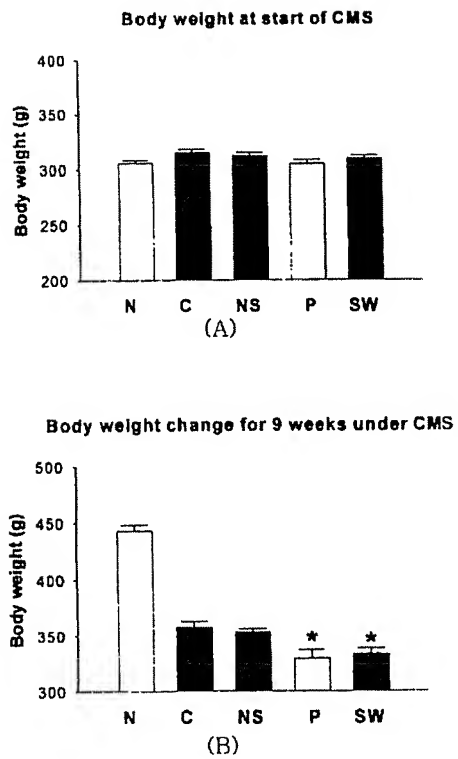 Body weight at start of CMS
Body weight (g)
400
350
300
250
200
N C NS P SW
(A)
Body weight change for 9 weeks under CMS
Body weight (g)
500
450
400
350
300
* *
N C NS P SW
(B)